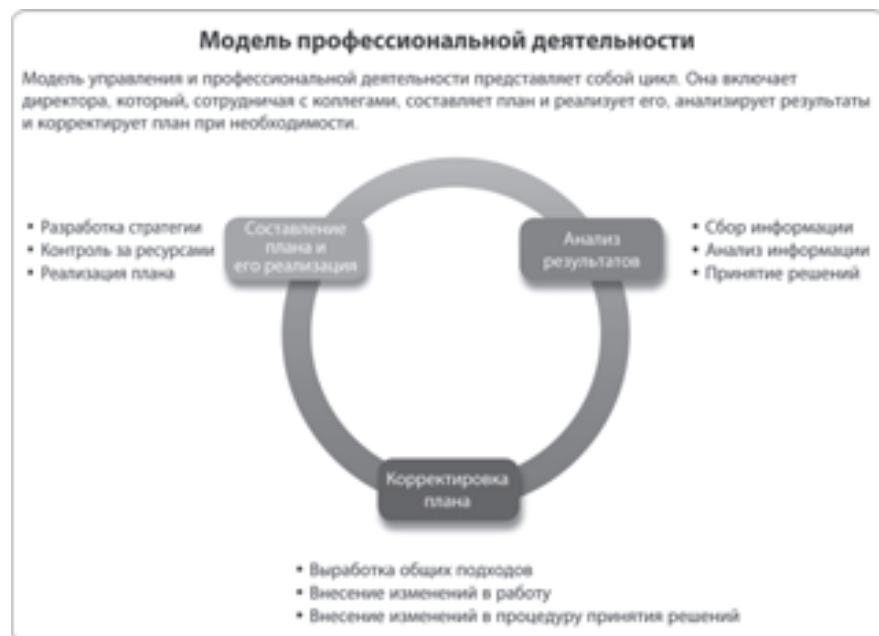 Модель профессиональной деятельности
Модель управления и профессиональной деятельности представляет собой цикл. Она включает
директора, который, сотрудничая с коллегами, составляет план и реализует его, анализирует результаты
и корректирует план при необходимости.
• Разработка стратегии
• Контроль за ресурсами
• Реализация плана
Составление
плана и
его реализация
Анализ
результатов
• Сбор информации
• Анализ информации
• Принятие решений
Корректировка
плана
• Выработка общих подходов
• Внесение изменений в работу
• Внесение изменений в процедуру принятия решений